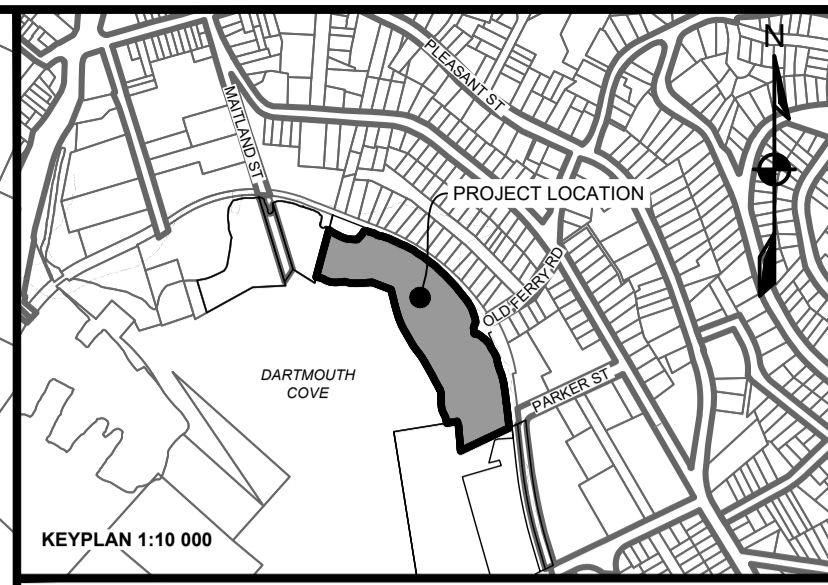 N
PLEASANT ST
MAITLAND ST
PROJECT LOCATION
OLD FERRY RD
DARTMOUTH
COVE
PARKER ST
KEYPLAN 1:10 000